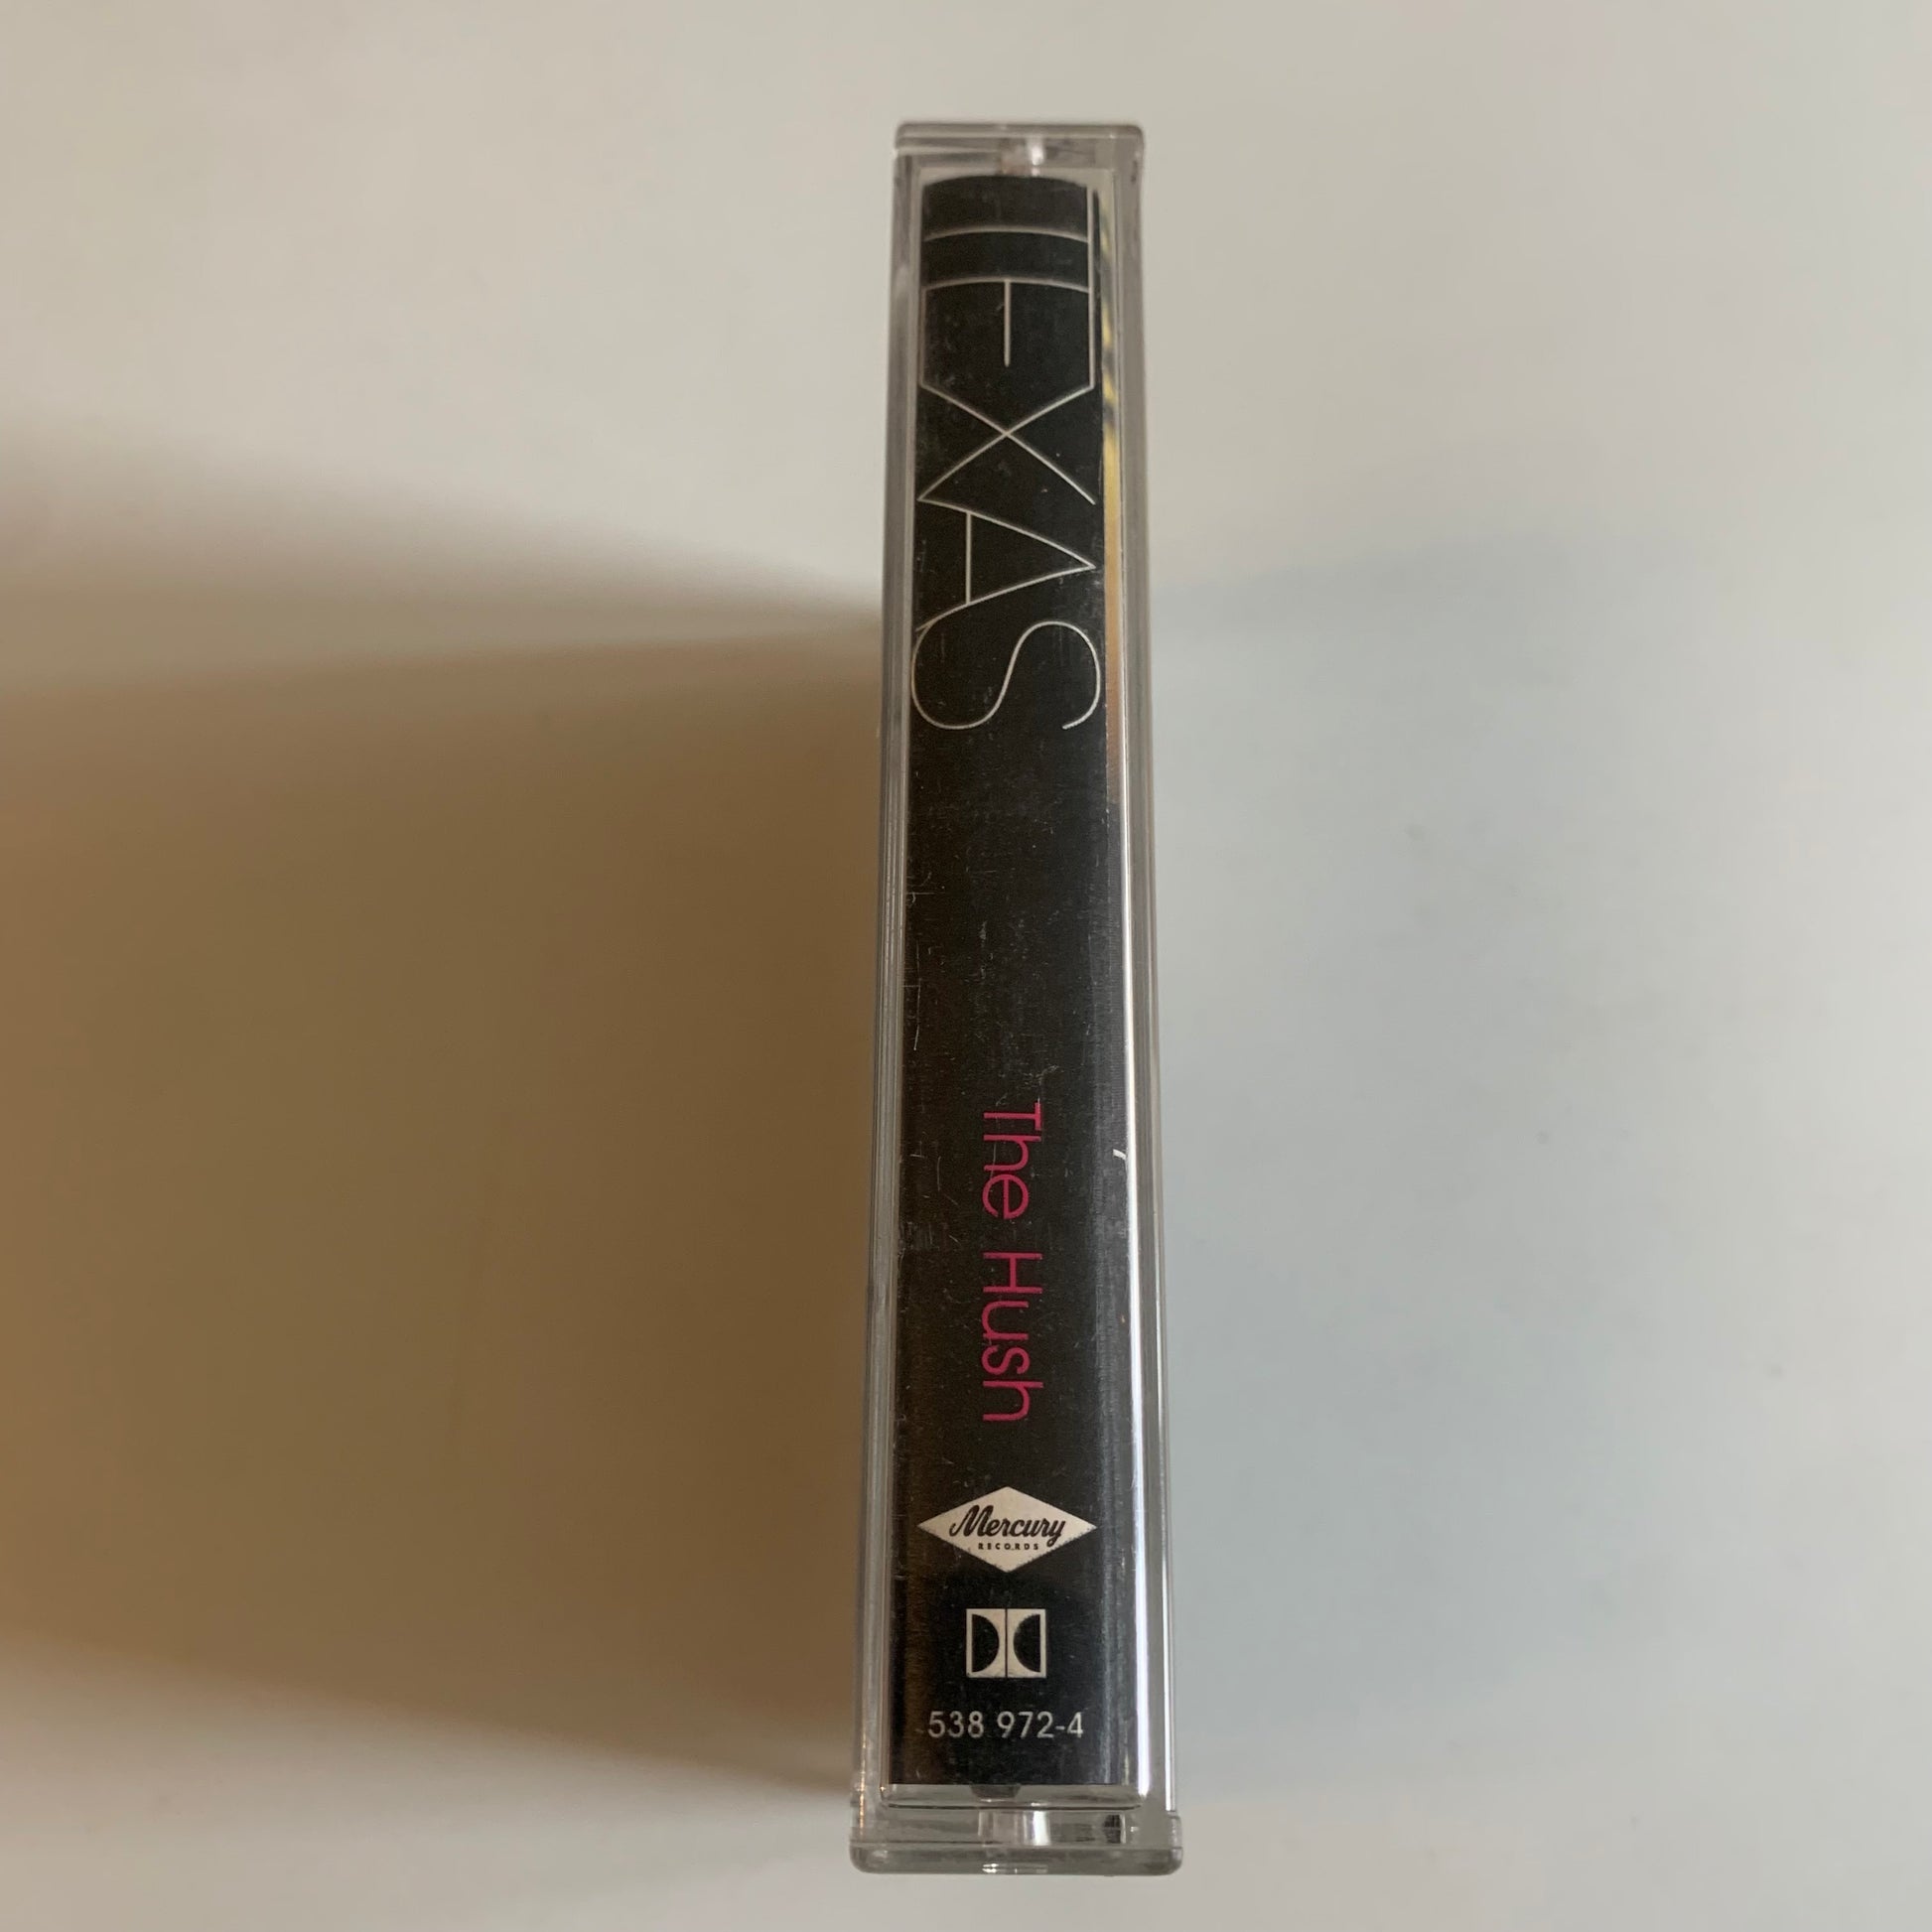 TEXAS
The Hush
Mercury
RECORDS
538 972-4